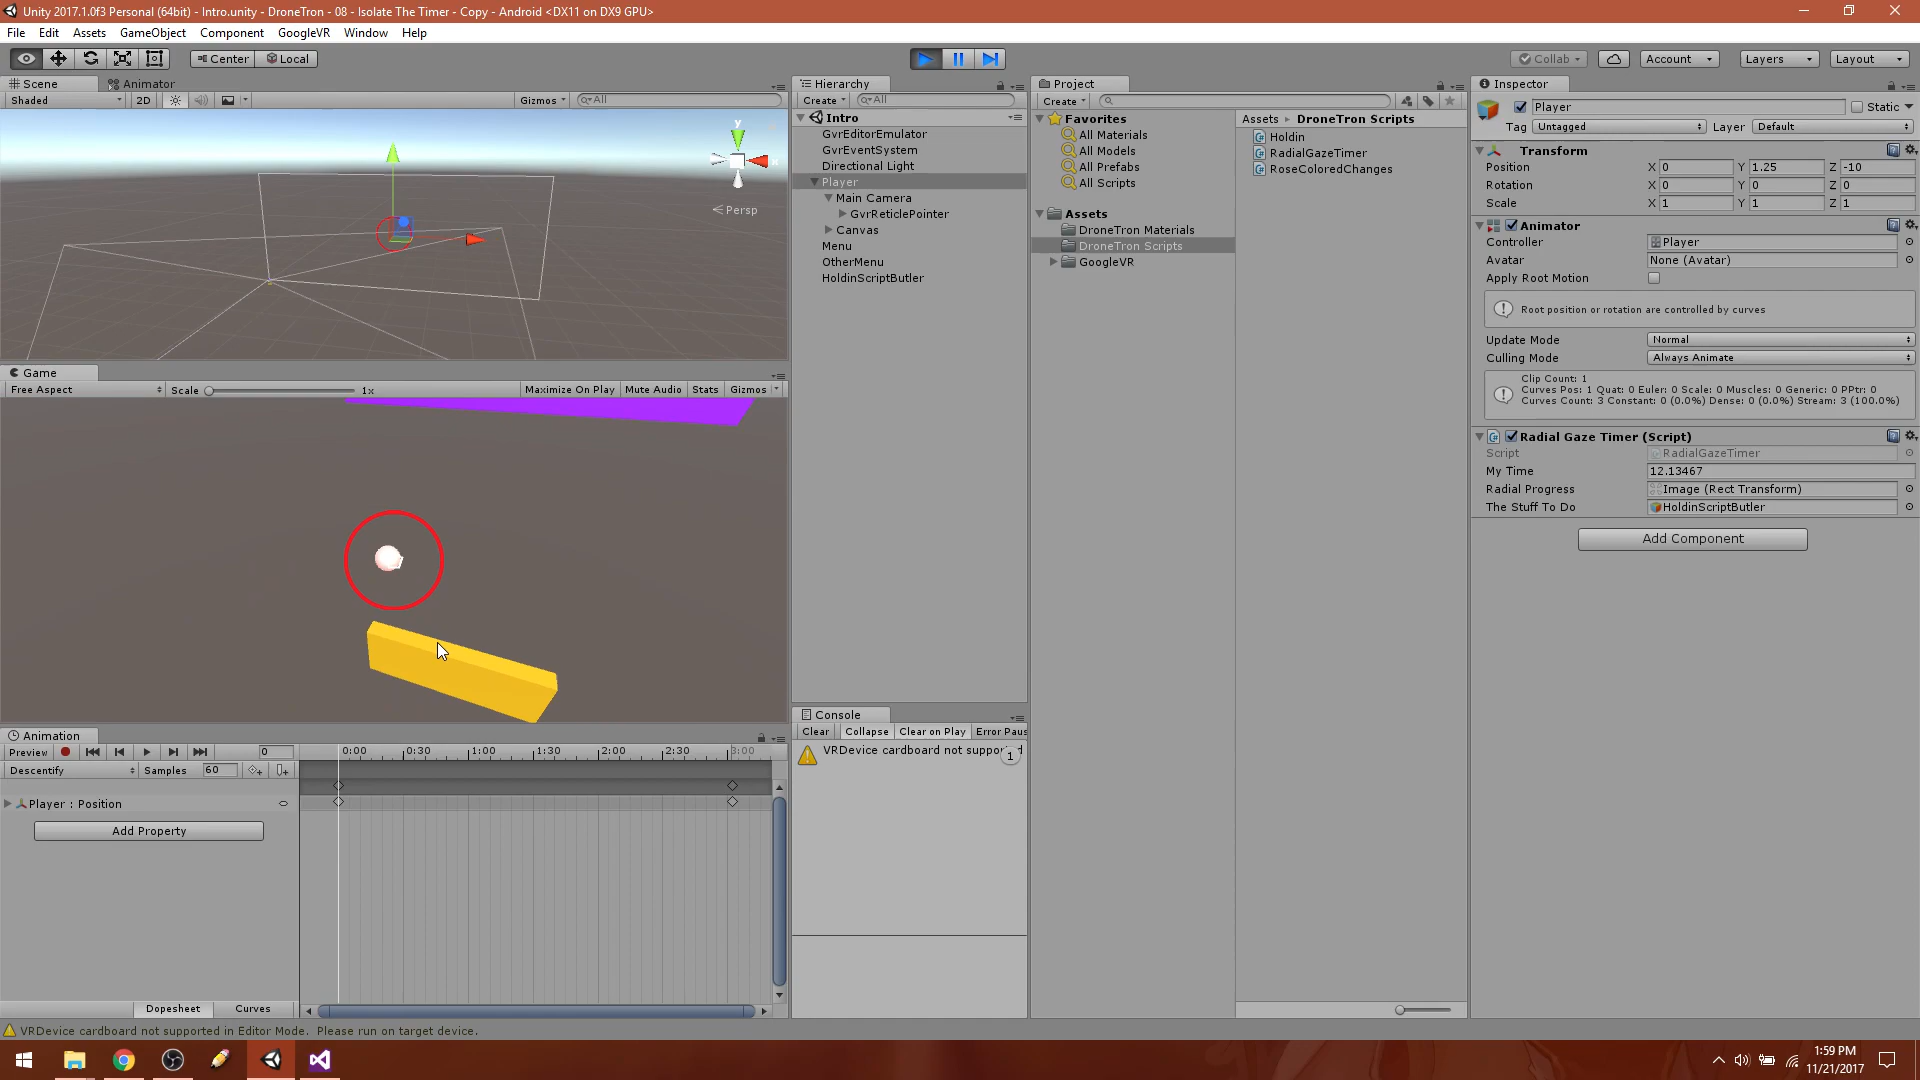 Unity 2017.1.0f3 Personal (64bit) - Intro.unity - DroneTron - 08 - Isolate The Timer - Copy - Android <DX11 on DX9 GPU>
File Edit Assets GameObject Component GoogleVR Window Help
Center Local Collab Account Layers Layout
Scene Animator
Shaded 2D Gizmos All
y
x
Persp
Game
Free Aspect Scale 1x Maximize On Play Mute Audio Stats Gizmos
Animation
Preview 0 0:00 0:30 1:00 1:30 2:00 2:30 3:00
Descentify Samples 60
Player : Position
Add Property
Dopesheet Curves
Hierarchy
Create All
Intro
GvrEditorEmulator
GvrEventSystem
Directional Light
Player
Main Camera
GvrReticlePointer
Canvas
Menu
OtherMenu
HoldinScriptButler
Console
Clear Collapse Clear on Play Error Paus
VRDevice cardboard not suppo
1
Project
Create
Favorites
All Materials
All Models
All Prefabs
All Scripts
Assets
DroneTron Materials
DroneTron Scripts
GoogleVR
Assets DroneTron Scripts
Holdin
RadialGazeTimer
RoseColoredChanges
Inspector
Player Static
Tag Untagged Layer Default
Transform
Position X 0 Y 1.25 Z -10
Rotation X 0 Y 0 Z 0
Scale X 1 Y 1 Z 1
Animator
Controller Player
Avatar None (Avatar)
Apply Root Motion
Root position or rotation are controlled by curves
Update Mode Normal
Culling Mode Always Animate
Clip Count: 1
Curves Pos: 1 Quat: 0 Euler: 0 Scale: 0 Muscles: 0 Generic: 0 PPtr: 0
Curves Count: 3 Constant: 0 (0.0%) Dense: 0 (0.0%) Stream: 3 (100.0%)
Radial Gaze Timer (Script)
Script RadialGazeTimer
My Time 12.13467
Radial Progress Image (Rect Transform)
The Stuff To Do HoldinScriptButler
Add Component
VRDevice cardboard not supported in Editor Mode. Please run on target device.
1:59 PM
11/21/2017